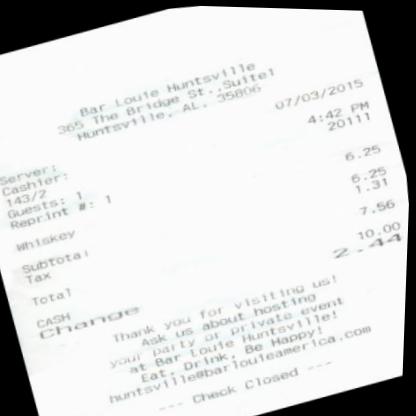 Bar Louie Huntsville
365 The Bridge St.,Suite1
Huntsville, AL. 35806
07/03/2015
Server: 4:42 PM
Cashier: 20111
143/2
Guests: 1
Reprint #: 1
Whiskey 6.25
Subtotal 6.25
Tax 1.31
Total 7.56
CASH 10.00
Change 2.44
Thank you for visiting us!
Ask us about hosting
your party or private event
at Bar Louie Huntsville!
Eat, Drink, Be Happy!
huntsville@barlouieamerica.com
--- Check Closed ---